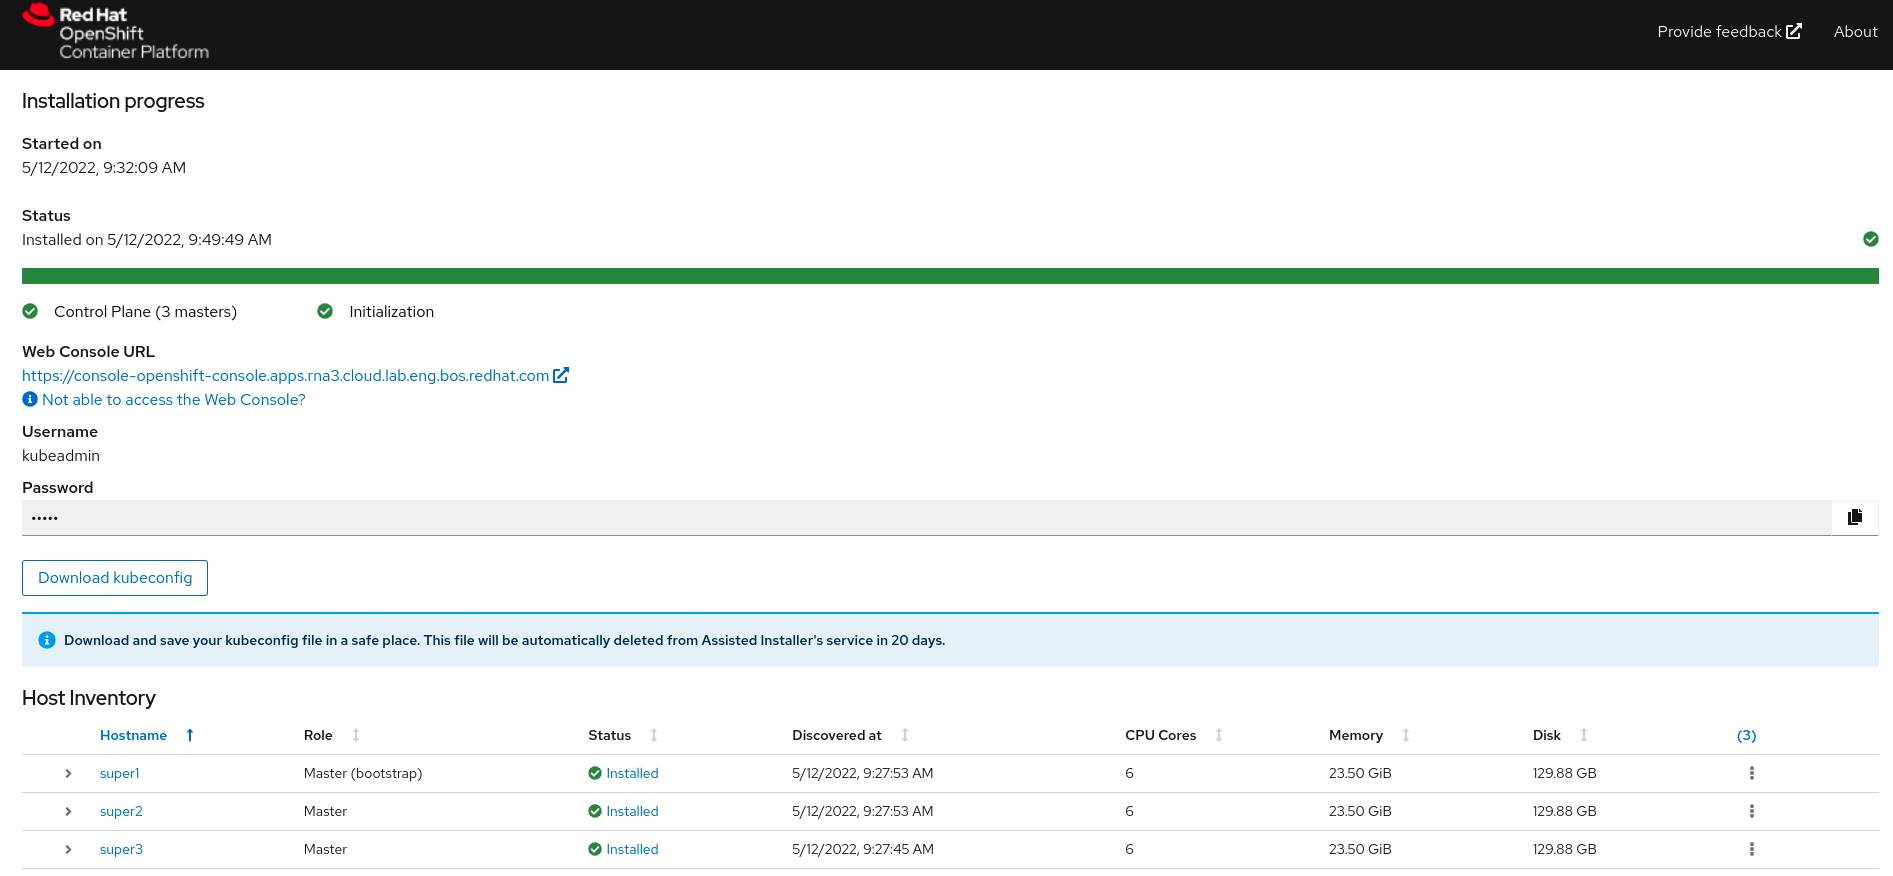 Red Hat
OpenShift
Container Platform
Provide feedback About
Installation progress
Started on
5/12/2022, 9:32:09 AM
Status
Installed on 5/12/2022, 9:49:49 AM
Control Plane (3 masters) Initialization
Web Console URL
https://console-openshift-console.apps.rna3.cloud.lab.eng.bos.redhat.com
Not able to access the Web Console?
Username
kubeadmin
Password
•••••
Download kubeconfig
Download and save your kubeconfig file in a safe place. This file will be automatically deleted from Assisted Installer's service in 20 days.
Host Inventory
Hostname Role Status Discovered at CPU Cores Memory Disk (3)
super1 Master (bootstrap) Installed 5/12/2022, 9:27:53 AM 6 23.50 GiB 129.88 GB
super2 Master Installed 5/12/2022, 9:27:53 AM 6 23.50 GiB 129.88 GB
super3 Master Installed 5/12/2022, 9:27:45 AM 6 23.50 GiB 129.88 GB